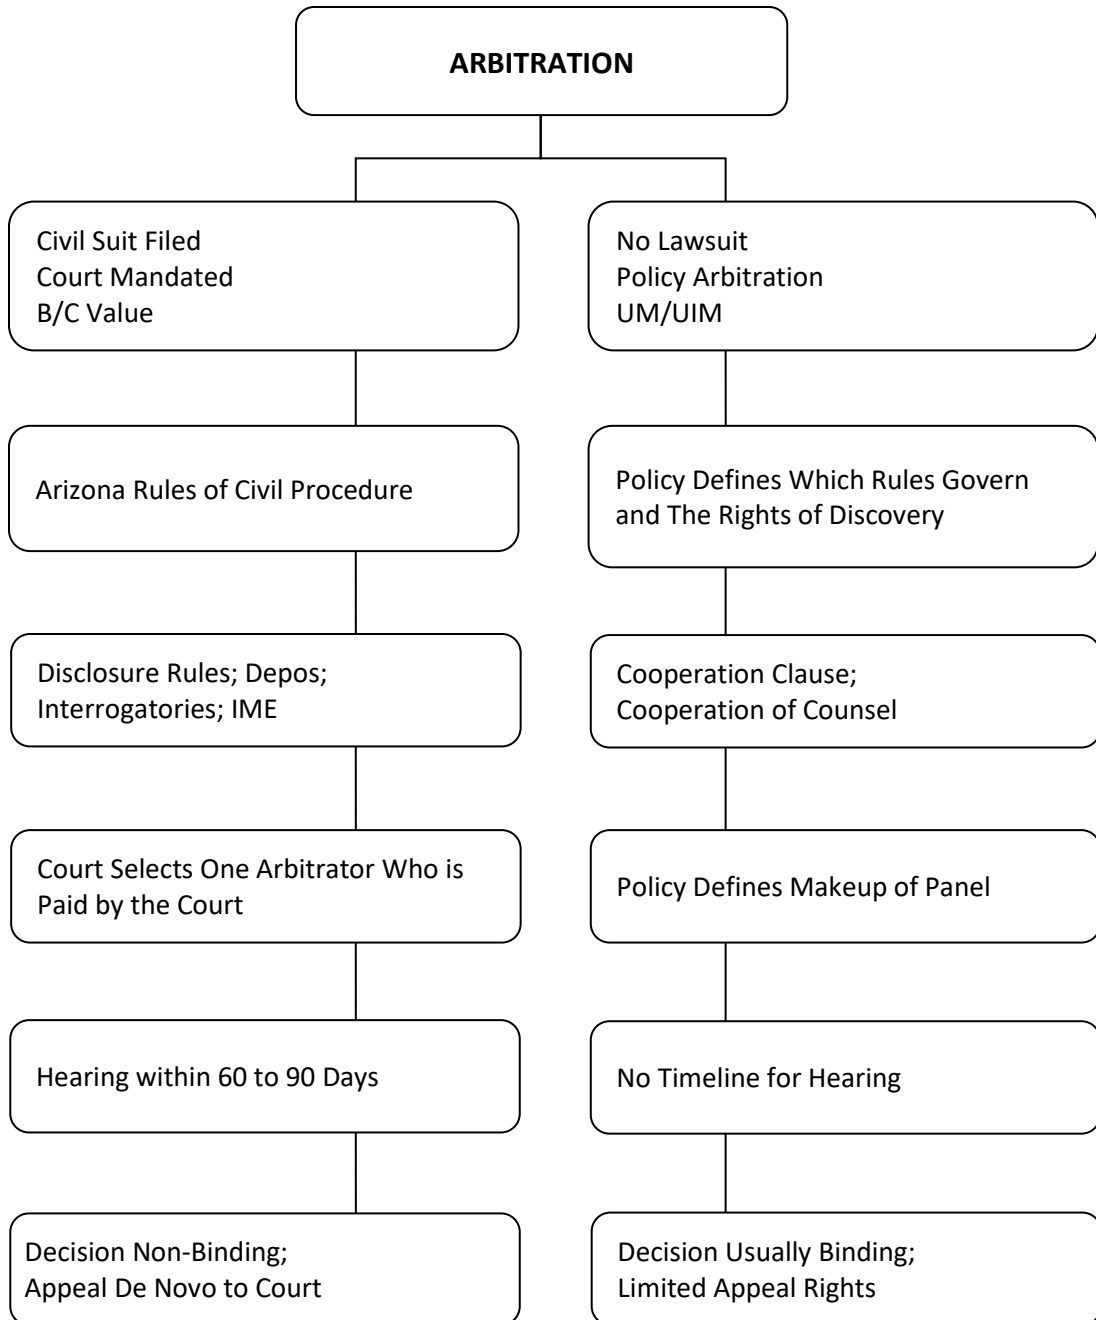 ARBITRATION
Civil Suit Filed
Court Mandated
B/C Value
No Lawsuit
Policy Arbitration
UM/UIM
Arizona Rules of Civil Procedure
Policy Defines Which Rules Govern
and The Rights of Discovery
Disclosure Rules; Depos;
Interrogatories; IME
Cooperation Clause;
Cooperation of Counsel
Court Selects One Arbitrator Who is
Paid by the Court
Policy Defines Makeup of Panel
Hearing within 60 to 90 Days
No Timeline for Hearing
Decision Non-Binding;
Appeal De Novo to Court
Decision Usually Binding;
Limited Appeal Rights